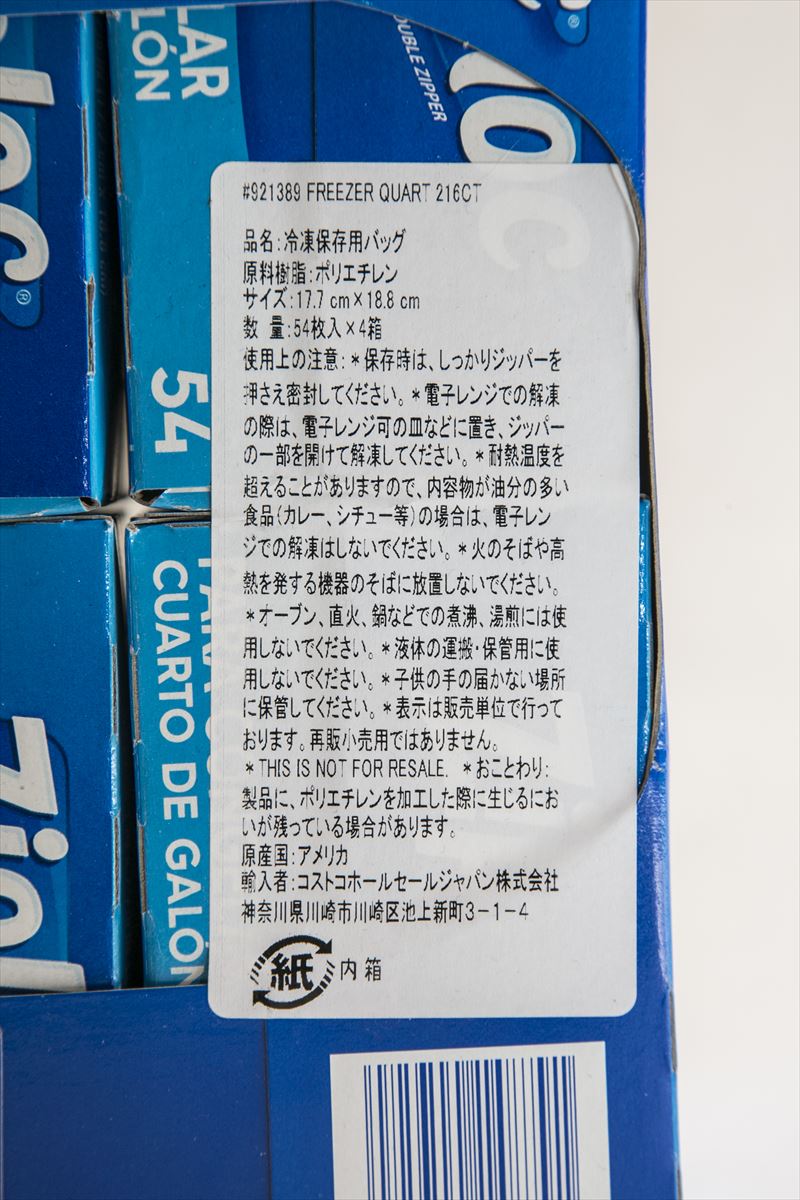 LAR
LÓN
DOUBLE ZIPPER
loc
®
54
CUARTO DE GALÓN
#921389 FREEZER QUART 216CT
品名:冷凍保存用バッグ
原料樹脂:ポリエチレン
サイズ:17.7 cm×18.8 cm
数 量:54枚入×4箱
使用上の注意:*保存時は、しっかりジッパーを
押さえ密封してください。*電子レンジでの解凍
の際は、電子レンジ可の皿などに置き、ジッパー
の一部を開けて解凍してください。*耐熱温度を
超えることがありますので、内容物が油分の多い
食品(カレー、シチュー等)の場合は、電子レン
ジでの解凍はしないでください。*火のそばや高
熱を発する機器のそばに放置しないでください。
*オーブン、直火、鍋などでの煮沸、湯煎には使
用しないでください。*液体の運搬・保管用に使
用しないでください。*子供の手の届かない場所
に保管してください。*表示は販売単位で行って
おります。再販小売用ではありません。
*THIS IS NOT FOR RESALE. *おことわり:
製品に、ポリエチレンを加工した際に生じるにお
いが残っている場合があります。
原産国:アメリカ
輸入者:コストコホールセールジャパン株式会社
神奈川県川崎市川崎区池上新町3-1-4
紙 内箱